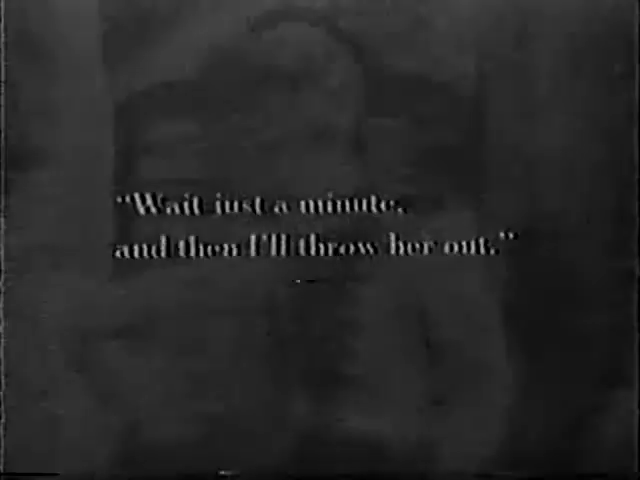 “Wait just a minute,
and then I'll throw her out.”